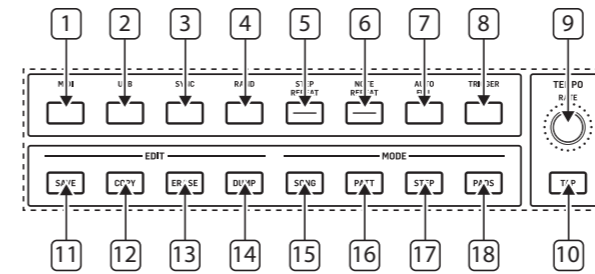 1 2 3 4 5 6 7 8 9
MIDI USB SYNC RAND STEP REPEAT NOTE REPEAT AUTO FILL TRIGGER TEMPO
RATE
EDIT MODE
SAVE COPY ERASE DUMP SONG PATT STEP PADS TAP
11 12 13 14 15 16 17 18 10